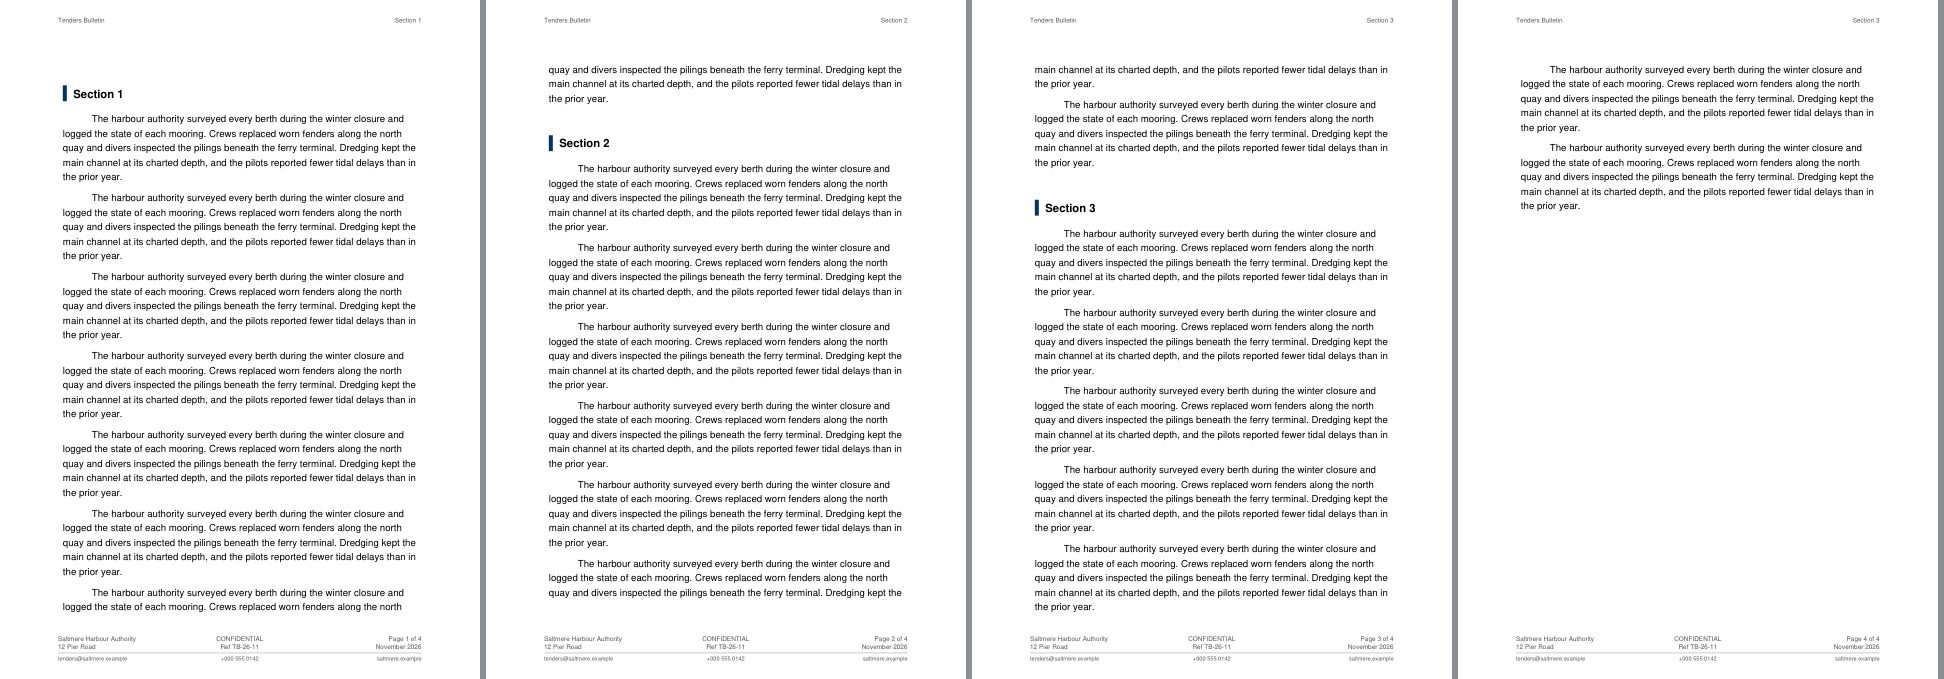 Tenders Bulletin Section 1
Section 1
The harbour authority surveyed every berth during the winter closure and
logged the state of each mooring. Crews replaced worn fenders along the north
quay and divers inspected the pilings beneath the ferry terminal. Dredging kept the
main channel at its charted depth, and the pilots reported fewer tidal delays than in
the prior year.
The harbour authority surveyed every berth during the winter closure and
logged the state of each mooring. Crews replaced worn fenders along the north
quay and divers inspected the pilings beneath the ferry terminal. Dredging kept the
main channel at its charted depth, and the pilots reported fewer tidal delays than in
the prior year.
The harbour authority surveyed every berth during the winter closure and
logged the state of each mooring. Crews replaced worn fenders along the north
quay and divers inspected the pilings beneath the ferry terminal. Dredging kept the
main channel at its charted depth, and the pilots reported fewer tidal delays than in
the prior year.
The harbour authority surveyed every berth during the winter closure and
logged the state of each mooring. Crews replaced worn fenders along the north
quay and divers inspected the pilings beneath the ferry terminal. Dredging kept the
main channel at its charted depth, and the pilots reported fewer tidal delays than in
the prior year.
The harbour authority surveyed every berth during the winter closure and
logged the state of each mooring. Crews replaced worn fenders along the north
quay and divers inspected the pilings beneath the ferry terminal. Dredging kept the
main channel at its charted depth, and the pilots reported fewer tidal delays than in
the prior year.
The harbour authority surveyed every berth during the winter closure and
logged the state of each mooring. Crews replaced worn fenders along the north
quay and divers inspected the pilings beneath the ferry terminal. Dredging kept the
main channel at its charted depth, and the pilots reported fewer tidal delays than in
the prior year.
The harbour authority surveyed every berth during the winter closure and
logged the state of each mooring. Crews replaced worn fenders along the north
Saltmere Harbour Authority CONFIDENTIAL Page 1 of 4
12 Pier Road Ref TB-26-11 November 2026
tenders@saltmere.example +000 555 0142 saltmere.example
Tenders Bulletin Section 2
quay and divers inspected the pilings beneath the ferry terminal. Dredging kept the
main channel at its charted depth, and the pilots reported fewer tidal delays than in
the prior year.
Section 2
The harbour authority surveyed every berth during the winter closure and
logged the state of each mooring. Crews replaced worn fenders along the north
quay and divers inspected the pilings beneath the ferry terminal. Dredging kept the
main channel at its charted depth, and the pilots reported fewer tidal delays than in
the prior year.
The harbour authority surveyed every berth during the winter closure and
logged the state of each mooring. Crews replaced worn fenders along the north
quay and divers inspected the pilings beneath the ferry terminal. Dredging kept the
main channel at its charted depth, and the pilots reported fewer tidal delays than in
the prior year.
The harbour authority surveyed every berth during the winter closure and
logged the state of each mooring. Crews replaced worn fenders along the north
quay and divers inspected the pilings beneath the ferry terminal. Dredging kept the
main channel at its charted depth, and the pilots reported fewer tidal delays than in
the prior year.
The harbour authority surveyed every berth during the winter closure and
logged the state of each mooring. Crews replaced worn fenders along the north
quay and divers inspected the pilings beneath the ferry terminal. Dredging kept the
main channel at its charted depth, and the pilots reported fewer tidal delays than in
the prior year.
The harbour authority surveyed every berth during the winter closure and
logged the state of each mooring. Crews replaced worn fenders along the north
quay and divers inspected the pilings beneath the ferry terminal. Dredging kept the
main channel at its charted depth, and the pilots reported fewer tidal delays than in
the prior year.
The harbour authority surveyed every berth during the winter closure and
logged the state of each mooring. Crews replaced worn fenders along the north
quay and divers inspected the pilings beneath the ferry terminal. Dredging kept the
Saltmere Harbour Authority CONFIDENTIAL Page 2 of 4
12 Pier Road Ref TB-26-11 November 2026
tenders@saltmere.example +000 555 0142 saltmere.example
Tenders Bulletin Section 3
main channel at its charted depth, and the pilots reported fewer tidal delays than in
the prior year.
The harbour authority surveyed every berth during the winter closure and
logged the state of each mooring. Crews replaced worn fenders along the north
quay and divers inspected the pilings beneath the ferry terminal. Dredging kept the
main channel at its charted depth, and the pilots reported fewer tidal delays than in
the prior year.
Section 3
The harbour authority surveyed every berth during the winter closure and
logged the state of each mooring. Crews replaced worn fenders along the north
quay and divers inspected the pilings beneath the ferry terminal. Dredging kept the
main channel at its charted depth, and the pilots reported fewer tidal delays than in
the prior year.
The harbour authority surveyed every berth during the winter closure and
logged the state of each mooring. Crews replaced worn fenders along the north
quay and divers inspected the pilings beneath the ferry terminal. Dredging kept the
main channel at its charted depth, and the pilots reported fewer tidal delays than in
the prior year.
The harbour authority surveyed every berth during the winter closure and
logged the state of each mooring. Crews replaced worn fenders along the north
quay and divers inspected the pilings beneath the ferry terminal. Dredging kept the
main channel at its charted depth, and the pilots reported fewer tidal delays than in
the prior year.
The harbour authority surveyed every berth during the winter closure and
logged the state of each mooring. Crews replaced worn fenders along the north
quay and divers inspected the pilings beneath the ferry terminal. Dredging kept the
main channel at its charted depth, and the pilots reported fewer tidal delays than in
the prior year.
The harbour authority surveyed every berth during the winter closure and
logged the state of each mooring. Crews replaced worn fenders along the north
quay and divers inspected the pilings beneath the ferry terminal. Dredging kept the
main channel at its charted depth, and the pilots reported fewer tidal delays than in
the prior year.
Saltmere Harbour Authority CONFIDENTIAL Page 3 of 4
12 Pier Road Ref TB-26-11 November 2026
tenders@saltmere.example +000 555 0142 saltmere.example
Tenders Bulletin Section 3
The harbour authority surveyed every berth during the winter closure and
logged the state of each mooring. Crews replaced worn fenders along the north
quay and divers inspected the pilings beneath the ferry terminal. Dredging kept the
main channel at its charted depth, and the pilots reported fewer tidal delays than in
the prior year.
The harbour authority surveyed every berth during the winter closure and
logged the state of each mooring. Crews replaced worn fenders along the north
quay and divers inspected the pilings beneath the ferry terminal. Dredging kept the
main channel at its charted depth, and the pilots reported fewer tidal delays than in
the prior year.
Saltmere Harbour Authority CONFIDENTIAL Page 4 of 4
12 Pier Road Ref TB-26-11 November 2026
tenders@saltmere.example +000 555 0142 saltmere.example